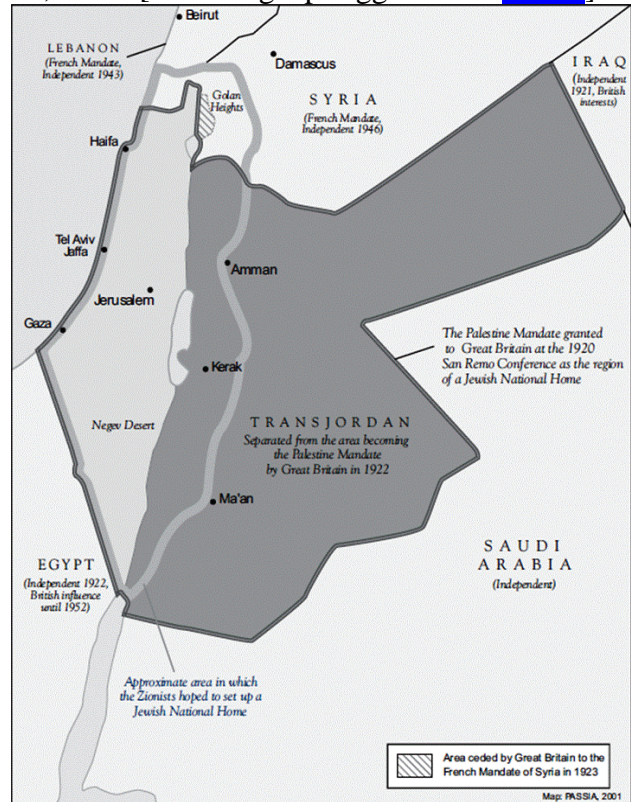 Beirut
LEBANON
(French Mandate,
Independent 1943)
Damascus
IRAQ
(Independent
1921, British
interests)
Golan
Heights
SYRIA
(French Mandate,
Independent 1946)
Haifa
Tel Aviv
Jaffa
Amman
Jerusalem
Gaza
The Palestine Mandate granted
to Great Britain at the 1920
San Remo Conference as the region
of a Jewish National Home
Kerak
Negev Desert
TRANSJORDAN
Separated from the area becoming
the Palestine Mandate
by Great Britain in 1922
Ma'an
SAUDI
ARABIA
(Independent)
EGYPT
(Independent 1922,
British influence
until 1952)
Approximate area in which
the Zionists hoped to set up a
Jewish National Home
Area ceded by Great Britain to the
French Mandate of Syria in 1923
Map: PASSIA, 2001